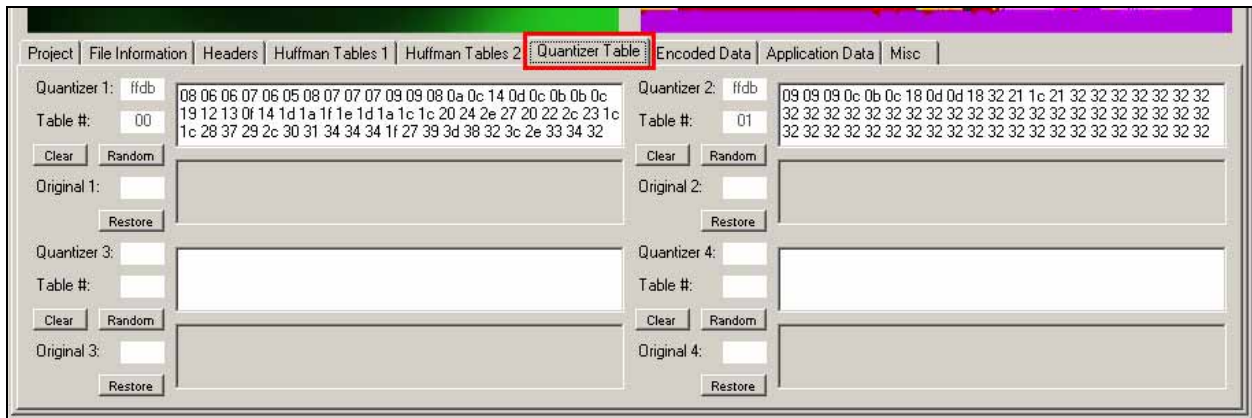 Project File Information Headers Huffman Tables 1 Huffman Tables 2 Quantizer Table Encoded Data Application Data Misc
Quantizer 1: ffdb
08 06 06 07 06 05 08 07 07 07 09 09 08 0a 0c 14 0d 0c 0b 0b 0c
19 12 13 0f 14 1d 1a 1f 1e 1d 1a 1c 1c 20 24 2e 27 20 22 2c 23 1c
1c 28 37 29 2c 30 31 34 34 34 1f 27 39 3d 38 32 3c 2e 33 34 32
Table #: 00
Clear Random
Original 1:
Restore
Quantizer 2: ffdb
09 09 09 0c 0b 0c 18 0d 0d 18 32 21 1c 21 32 32 32 32 32 32 32
32 32 32 32 32 32 32 32 32 32 32 32 32 32 32 32 32 32 32 32 32
32 32 32 32 32 32 32 32 32 32 32 32 32 32 32 32 32 32 32 32 32
Table #: 01
Clear Random
Original 2:
Restore
Quantizer 3:
Table #:
Clear Random
Original 3:
Restore
Quantizer 4:
Table #:
Clear Random
Original 4:
Restore